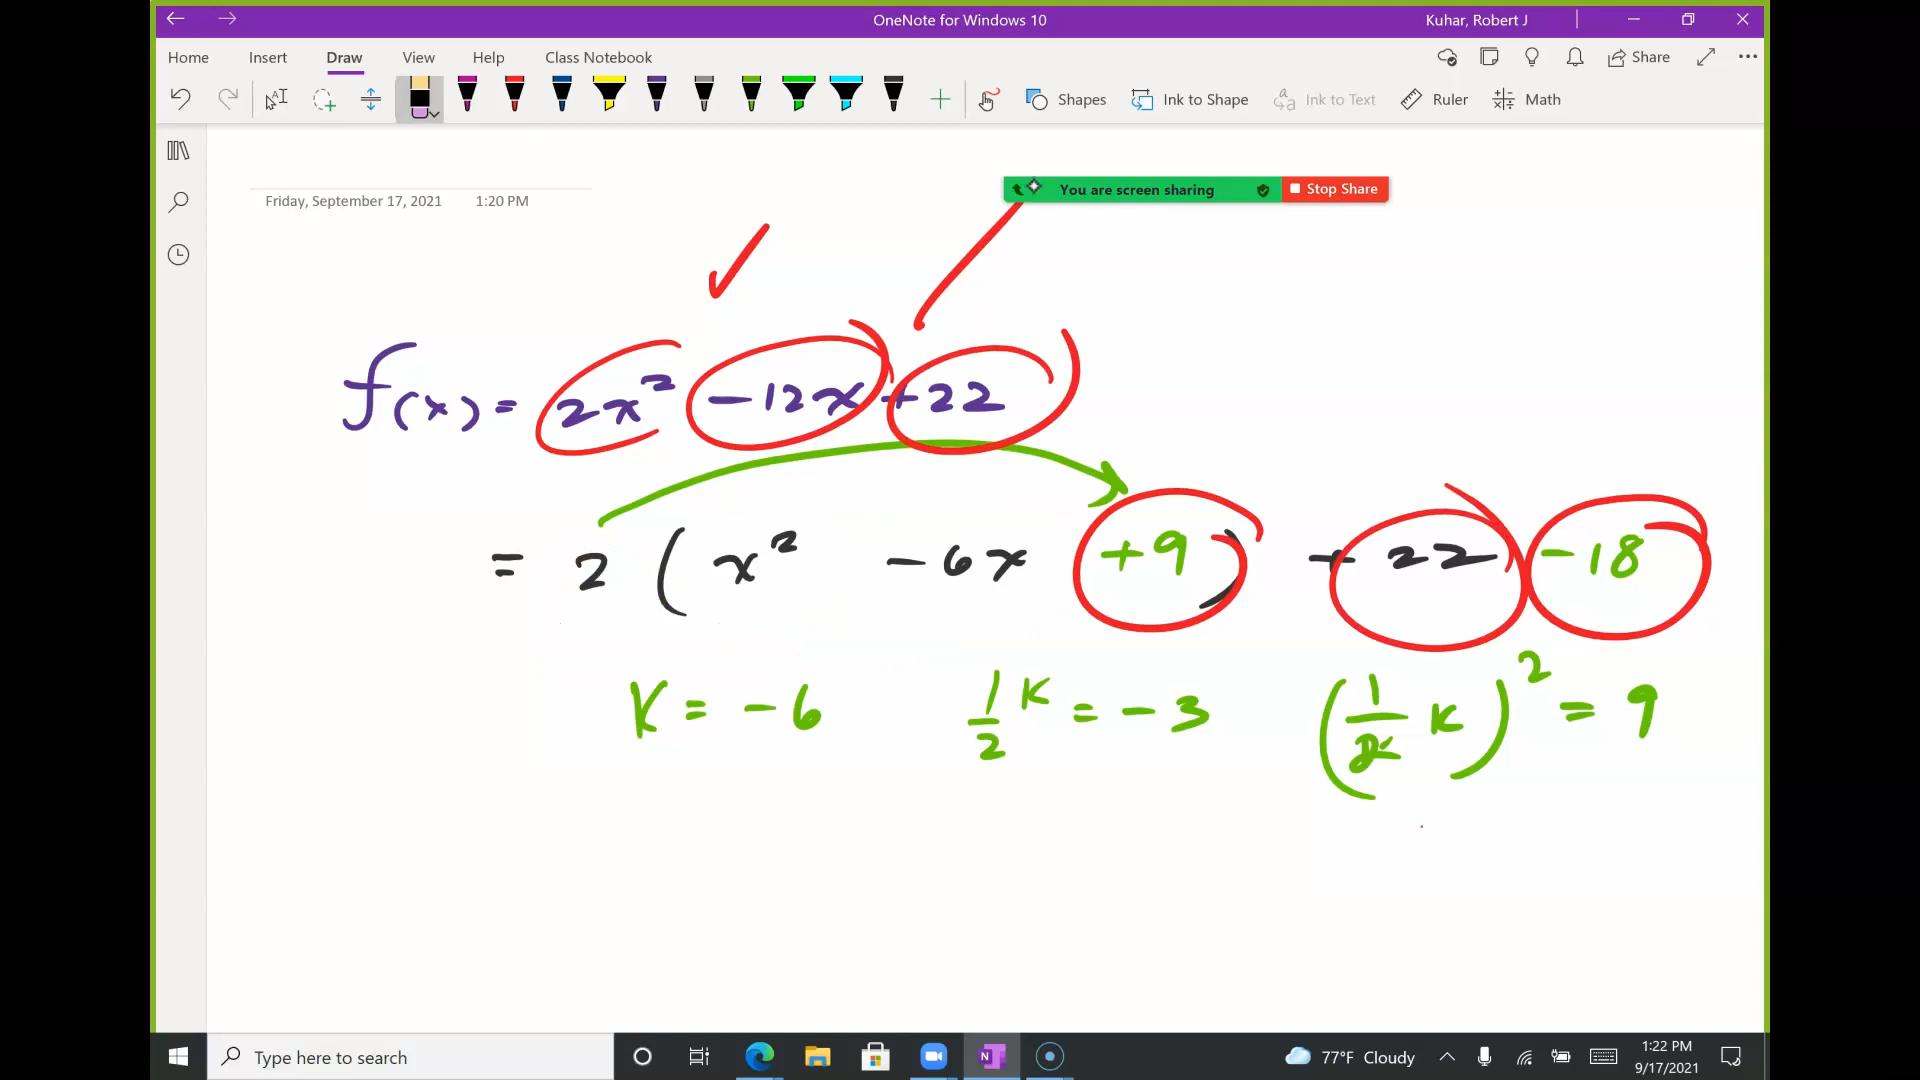 OneNote for Windows 10
Kuhar, Robert J
Home Insert Draw View Help Class Notebook
Share
Shapes Ink to Shape Ink to Text Ruler Math
You are screen sharing Stop Share
Friday, September 17, 2021 1:20 PM
f(x) = 2x² - 12x + 22
= 2 ( x² - 6x + 9 ) + 22 - 18
K = - 6 1/2 K = - 3 ( 1/2 K )² = 9
Type here to search
N
77°F Cloudy
1:22 PM
9/17/2021